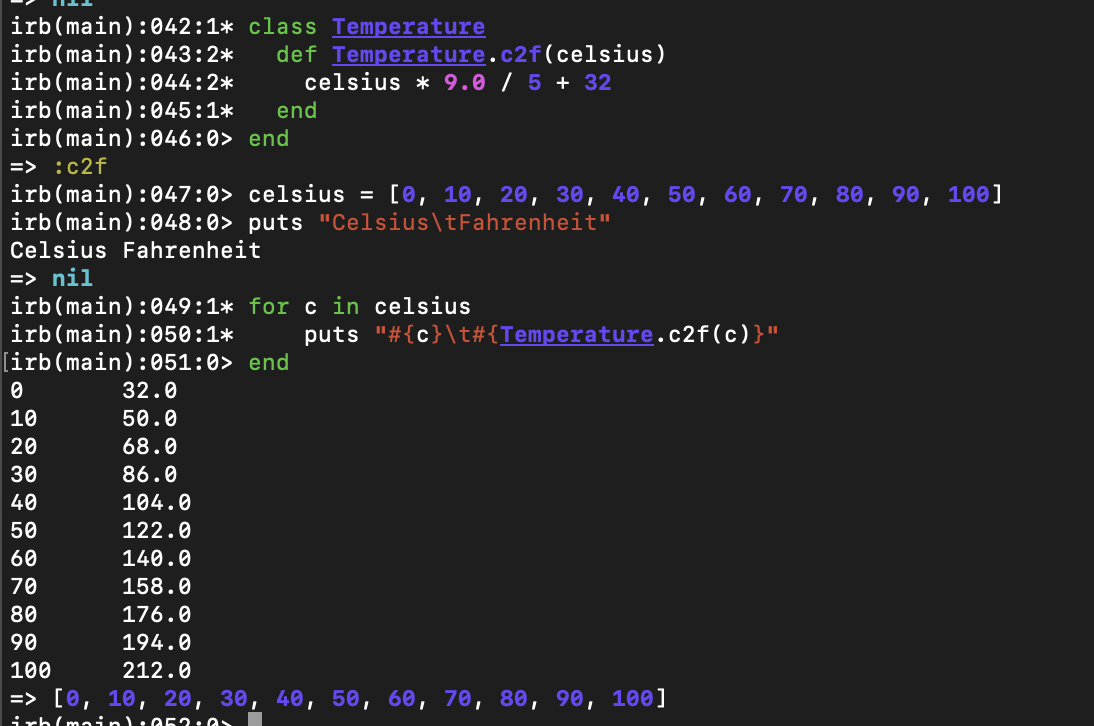 => nil
irb(main):042:1* class Temperature
irb(main):043:2*   def Temperature.c2f(celsius)
irb(main):044:2*     celsius * 9.0 / 5 + 32
irb(main):045:1*   end
irb(main):046:0> end
=> :c2f
irb(main):047:0> celsius = [0, 10, 20, 30, 40, 50, 60, 70, 80, 90, 100]
irb(main):048:0> puts "Celsius\tFahrenheit"
Celsius Fahrenheit
=> nil
irb(main):049:1* for c in celsius
irb(main):050:1*     puts "#{c}\t#{Temperature.c2f(c)}"
[irb(main):051:0> end
0       32.0
10      50.0
20      68.0
30      86.0
40      104.0
50      122.0
60      140.0
70      158.0
80      176.0
90      194.0
100     212.0
=> [0, 10, 20, 30, 40, 50, 60, 70, 80, 90, 100]
irb(main):052:0>